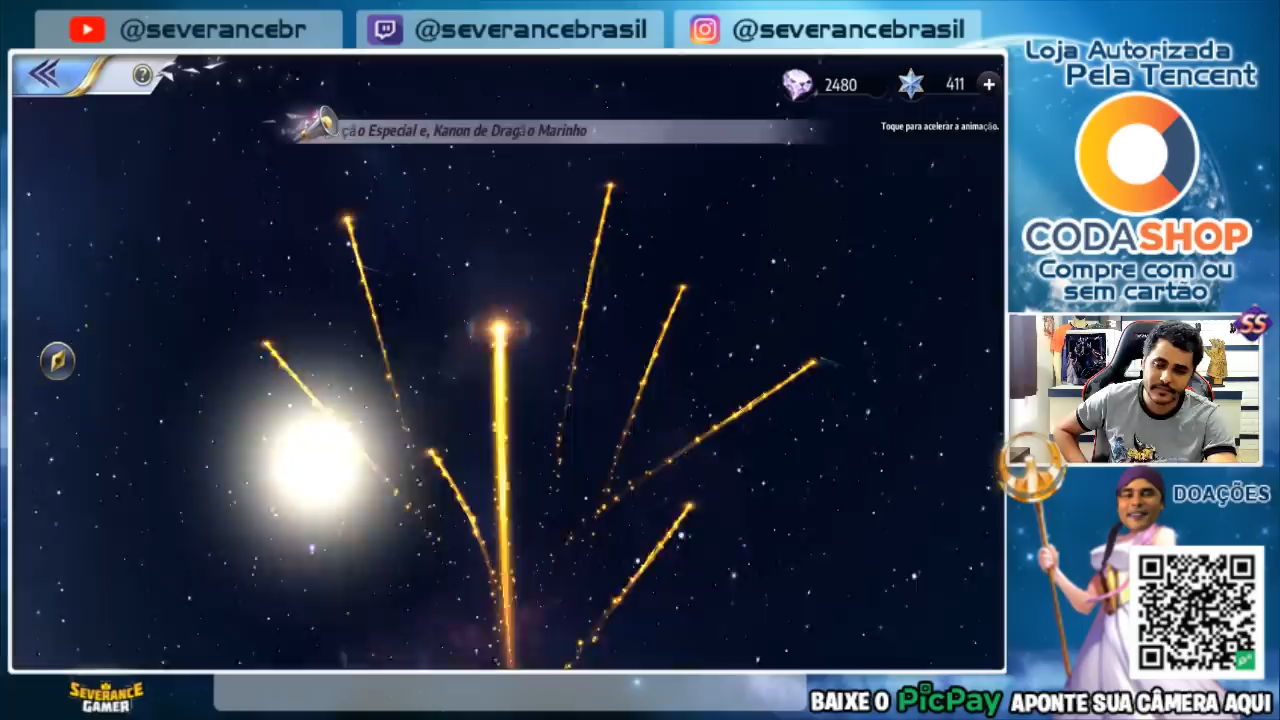 @severancebr
@severancebrasil
@severancebrasil
Loja Autorizada
Pela Tencent
2480
411
ção Especial e, Kanon de Dragão Marinho
Toque para acelerar a animação.
CODASHOP
Compre com ou
sem cartão
SS
DOAÇÕES
SEVERANCE
GAMER
BAIXE O PicPay APONTE SUA CÂMERA AQUI